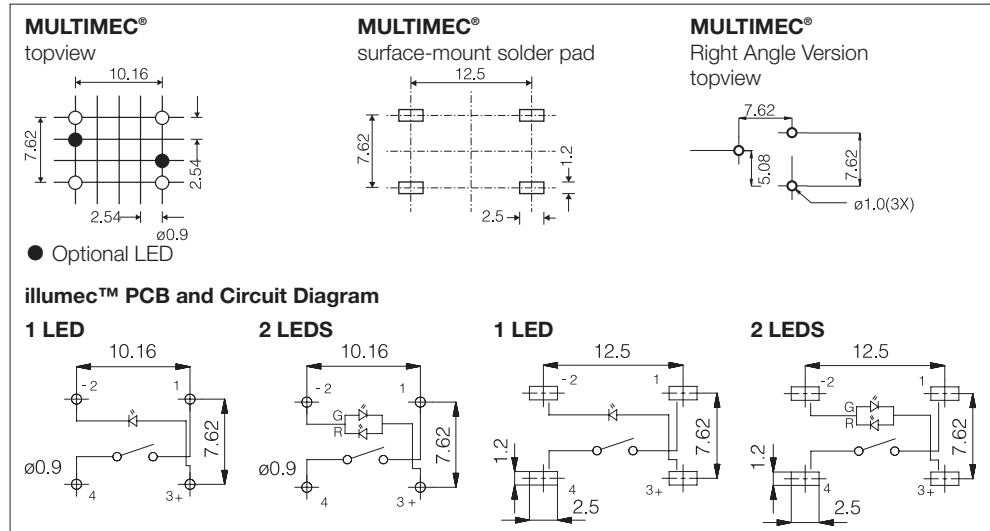 MULTIMEC®
topview
10.16
7.62
2.54
2.54
ø0.9
● Optional LED
MULTIMEC®
surface-mount solder pad
12.5
7.62
1.2
2.5
MULTIMEC®
Right Angle Version
topview
7.62
5.08
7.62
ø1.0(3X)
illumec™ PCB and Circuit Diagram
1 LED
10.16
- 2
1
7.62
ø0.9
4
3+
2 LEDS
10.16
- 2
1
G
R
7.62
ø0.9
4
3+
1 LED
12.5
- 2
1
7.62
1.2
4
3+
2.5
2 LEDS
12.5
-2
1
G
R
7.62
1.2
4
3+
2.5